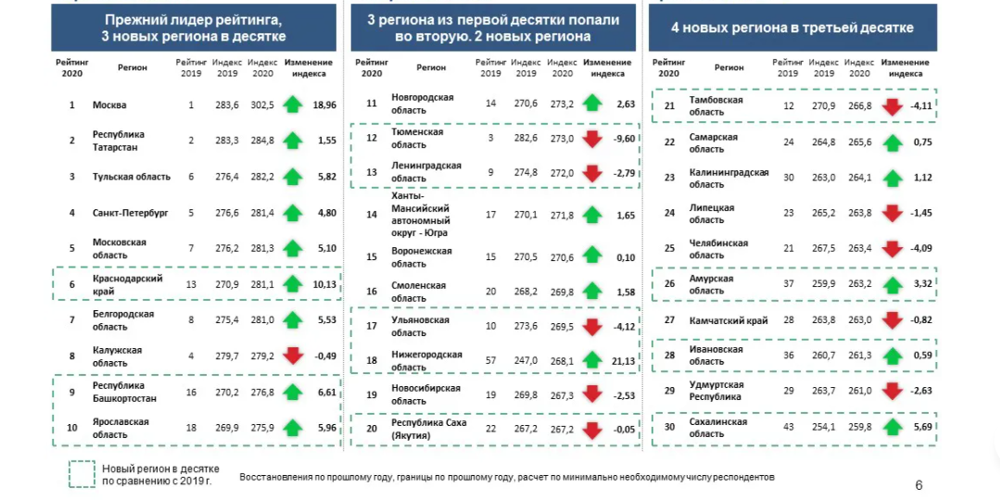 Прежний лидер рейтинга,
3 новых региона в десятке
Рейтинг 2020 Регион Рейтинг 2019 Индекс 2019 Индекс 2020 Изменение индекса
1 Москва 1 283,6 302,5 18,96
2 Республика Татарстан 2 283,3 284,8 1,55
3 Тульская область 6 276,4 282,2 5,82
4 Санкт-Петербург 5 276,6 281,4 4,80
5 Московская область 7 276,2 281,3 5,10
6 Краснодарский край 13 270,9 281,1 10,13
7 Белгородская область 8 275,4 281,0 5,53
8 Калужская область 4 279,7 279,2 -0,49
9 Республика Башкортостан 16 270,2 276,8 6,61
10 Ярославская область 18 269,9 275,9 5,96
3 региона из первой десятки попали
во вторую. 2 новых региона
Рейтинг 2020 Регион Рейтинг 2019 Индекс 2019 Индекс 2020 Изменение индекса
11 Новгородская область 14 270,6 273,2 2,63
12 Тюменская область 3 282,6 273,0 -9,60
13 Ленинградская область 9 274,8 272,0 -2,79
14 Ханты-Мансийский автономный округ - Югра 17 270,1 271,8 1,65
15 Воронежская область 15 270,5 270,6 0,10
16 Смоленская область 20 268,2 269,8 1,58
17 Ульяновская область 10 273,6 269,5 -4,12
18 Нижегородская область 57 247,0 268,1 21,13
19 Новосибирская область 19 269,8 267,3 -2,53
20 Республика Саха (Якутия) 22 267,2 267,2 -0,05
4 новых региона в третьей десятке
Рейтинг 2020 Регион Рейтинг 2019 Индекс 2019 Индекс 2020 Изменение индекса
21 Тамбовская область 12 270,9 266,8 -4,11
22 Самарская область 24 264,8 265,6 0,75
23 Калининградская область 30 263,0 264,1 1,12
24 Липецкая область 23 265,2 263,8 -1,45
25 Челябинская область 21 267,5 263,4 -4,09
26 Амурская область 37 259,9 263,2 3,32
27 Камчатский край 28 263,8 263,0 -0,82
28 Ивановская область 36 260,7 261,3 0,59
29 Удмуртская Республика 29 263,7 261,0 -2,63
30 Сахалинская область 43 254,1 259,8 5,69
Новый регион в десятке
по сравнению с 2019 г.
Восстановления по прошлому году, границы по прошлому году, расчет по минимально необходимому числу респондентов
6